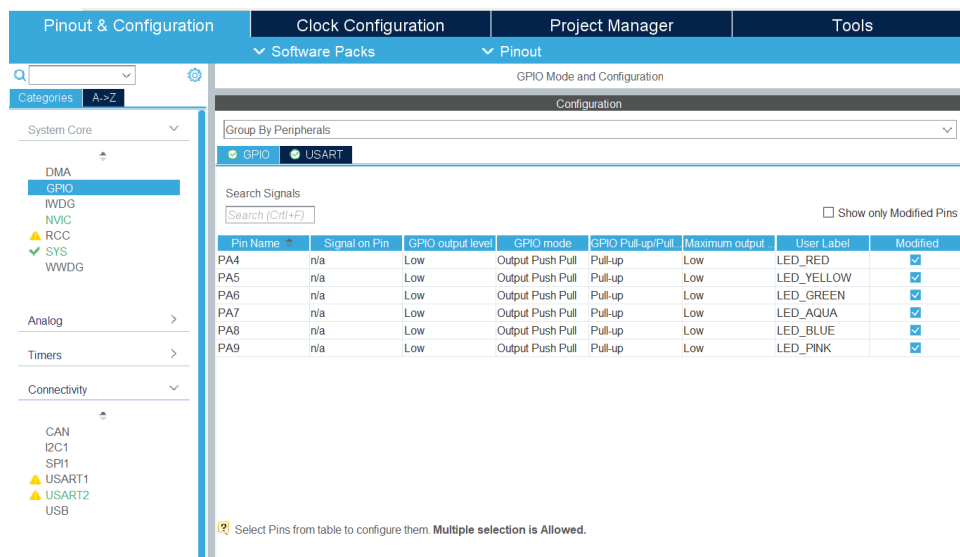 Pinout & Configuration Clock Configuration Project Manager Tools
Software Packs Pinout
GPIO Mode and Configuration
Categories A->Z
Configuration
System Core
Group By Peripherals
GPIO USART
DMA
GPIO
IWDG
NVIC
RCC
SYS
WWDG
Search Signals
Search (Crtl+F)
Show only Modified Pins
Pin Name Signal on Pin GPIO output level GPIO mode GPIO Pull-up/Pull... Maximum output ... User Label Modified
PA4 n/a Low Output Push Pull Pull-up Low LED_RED
PA5 n/a Low Output Push Pull Pull-up Low LED_YELLOW
PA6 n/a Low Output Push Pull Pull-up Low LED_GREEN
PA7 n/a Low Output Push Pull Pull-up Low LED_AQUA
PA8 n/a Low Output Push Pull Pull-up Low LED_BLUE
PA9 n/a Low Output Push Pull Pull-up Low LED_PINK
Analog
Timers
Connectivity
CAN
I2C1
SPI1
USART1
USART2
USB
Select Pins from table to configure them. Multiple selection is Allowed.